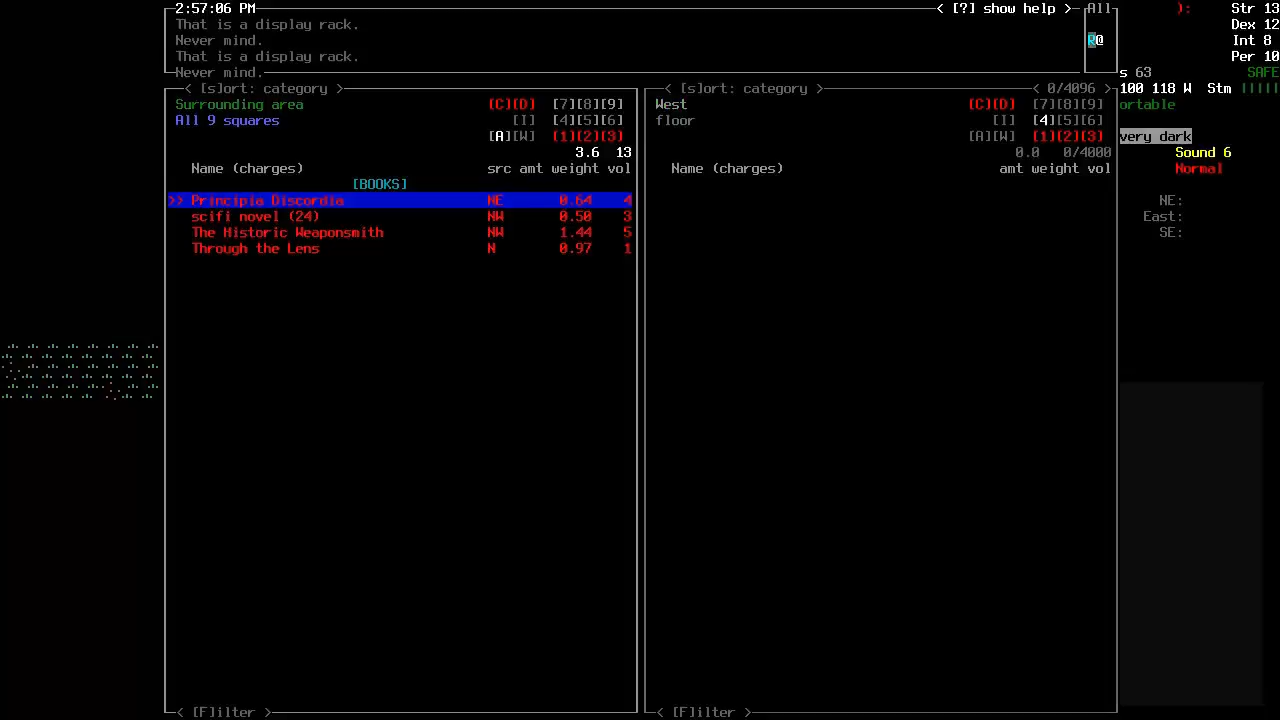 2:57:06 PM < [?] show help > All ): Str 13
That is a display rack. Dex 12
Never mind. R@ Int 8
That is a display rack. Per 10
Never mind. s 63 SAFE
< [s]ort: category > < [s]ort: category > < 0/4096 > 100 118 W Stm |||||
Surrounding area (C)(D) [7][8][9] West (C)(D) [7][8][9] ortable
All 9 squares [I] [4][5][6] floor [I] [4][5][6]
[A][W] (1)(2)(3) [A][W] (1)(2)(3) very dark
3.6 13 0.0 0/4000 Sound 6
Name (charges) src amt weight vol Name (charges) amt weight vol Normal
[BOOKS]
>> Principia Discordia NE 0.64 4 NE:
scifi novel (24) NW 0.50 3 East:
The Historic Weaponsmith NW 1.44 5 SE:
Through the Lens N 0.97 1
< [F]ilter > < [F]ilter >